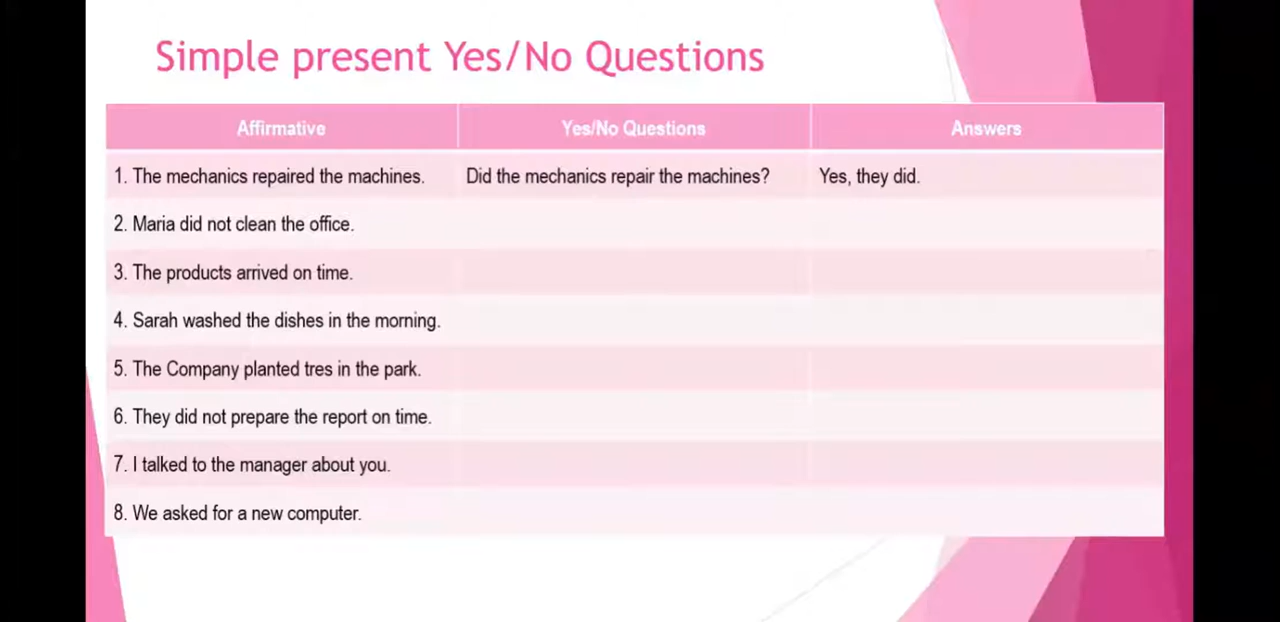 Simple present Yes/No Questions
Affirmative Yes/No Questions Answers
1. The mechanics repaired the machines. Did the mechanics repair the machines? Yes, they did.
2. Maria did not clean the office.
3. The products arrived on time.
4. Sarah washed the dishes in the morning.
5. The Company planted tres in the park.
6. They did not prepare the report on time.
7. I talked to the manager about you.
8. We asked for a new computer.